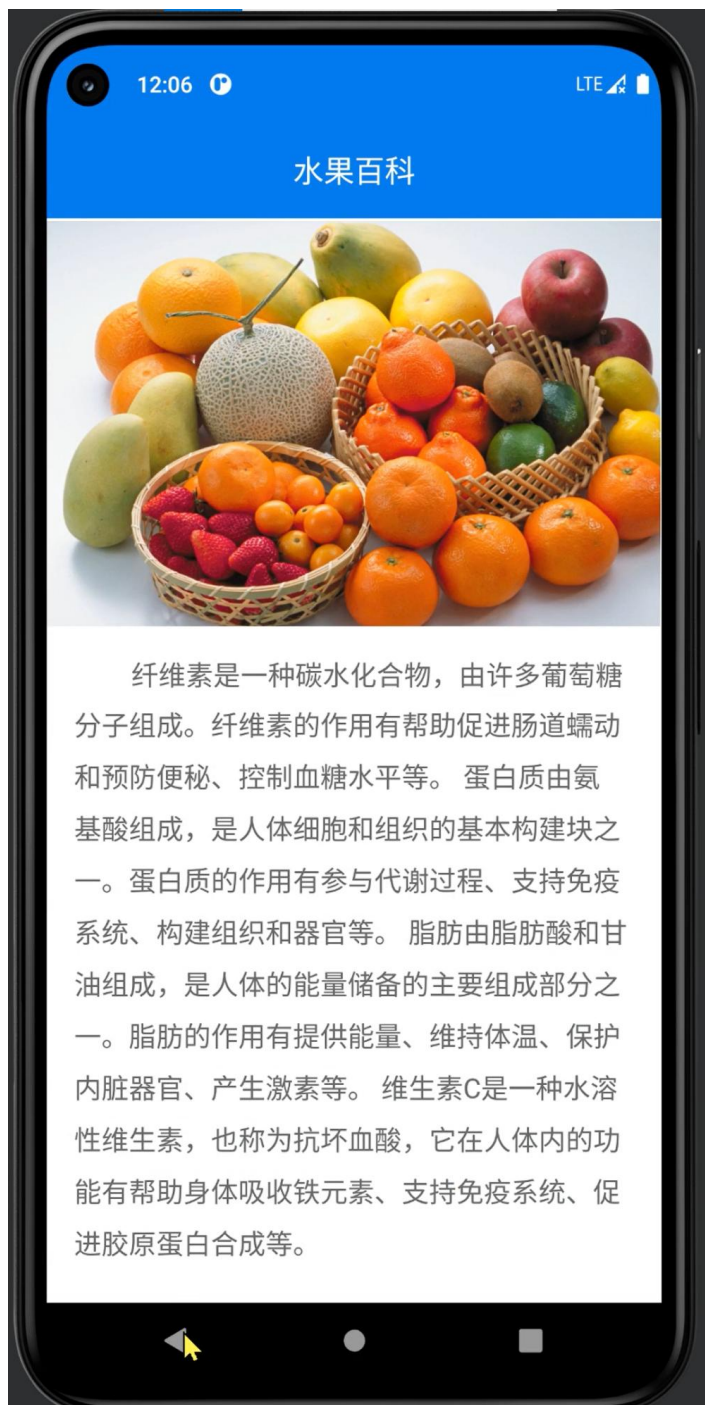 12:06
LTE
水果百科
纤维素是一种碳水化合物，由许多葡萄糖
分子组成。纤维素的作用有帮助促进肠道蠕动
和预防便秘、控制血糖水平等。 蛋白质由氨
基酸组成，是人体细胞和组织的基本构建块之
一。蛋白质的作用有参与代谢过程、支持免疫
系统、构建组织和器官等。 脂肪由脂肪酸和甘
油组成，是人体的能量储备的主要组成部分之
一。脂肪的作用有提供能量、维持体温、保护
内脏器官、产生激素等。 维生素C是一种水溶
性维生素，也称为抗坏血酸，它在人体内的功
能有帮助身体吸收铁元素、支持免疫系统、促
进胶原蛋白合成等。